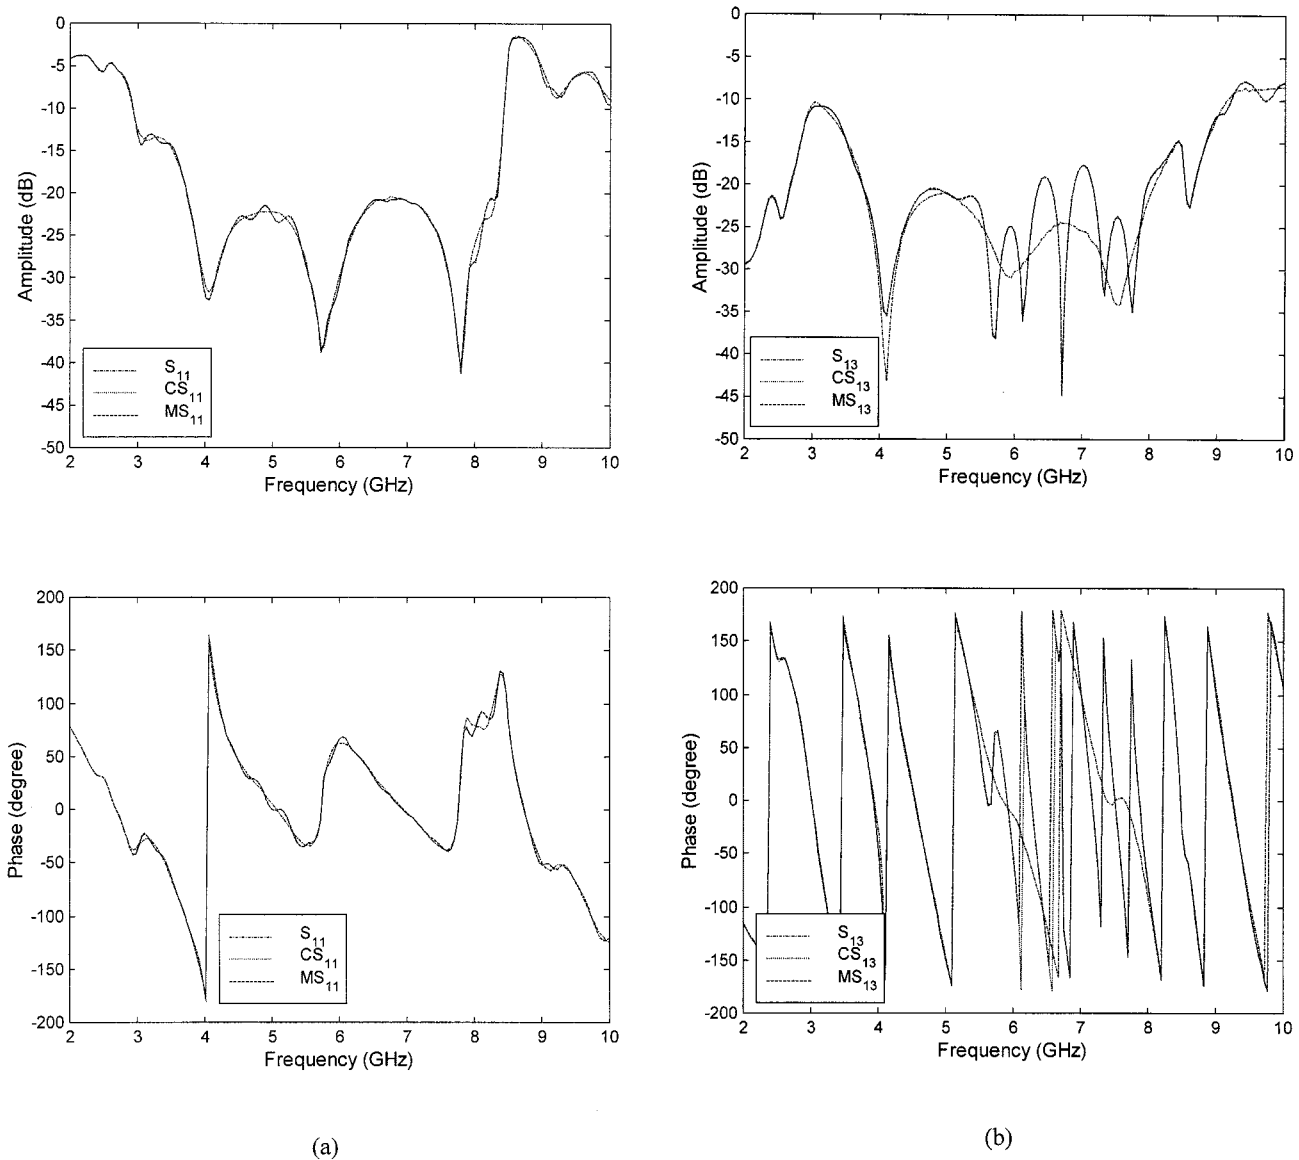 0
-5
-10
-15
-20
-25
-30
-35
-40
-45
-50
Amplitude (dB)
S11
CS11
MS11
2 3 4 5 6 7 8 9 10
Frequency (GHz)
0
-5
-10
-15
-20
-25
-30
-35
-40
-45
-50
Amplitude (dB)
S13
CS13
MS13
2 3 4 5 6 7 8 9 10
Frequency (GHz)
200
150
100
50
0
-50
-100
-150
-200
Phase (degree)
S11
CS11
MS11
2 3 4 5 6 7 8 9 10
Frequency (GHz)
200
150
100
50
0
-50
-100
-150
-200
Phase (degree)
S13
CS13
MS13
2 3 4 5 6 7 8 9 10
Frequency (GHz)
(a)
(b)